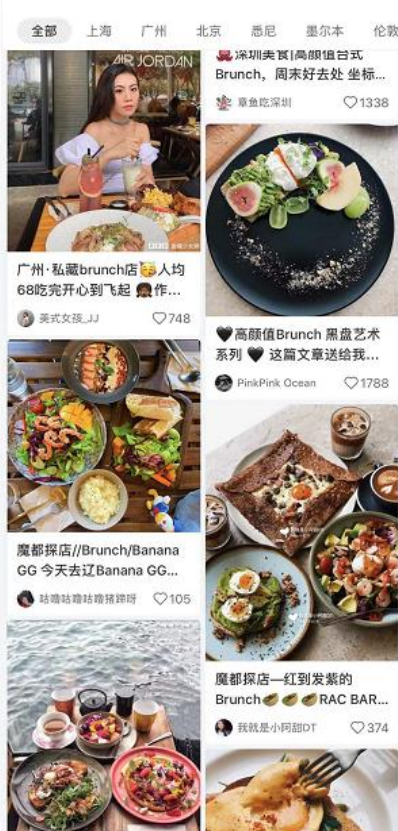 全部 上海 广州 北京 悉尼 墨尔本 伦敦
AIR JORDAN
广州·私藏brunch店🥳人均
68吃完开心到飞起 👧🏾作...
美式女孩_JJ 748
魔都探店//Brunch/Banana
GG 今天去辽Banana GG...
咕噜咕噜咕噜猪蹄呀 105
深圳美食|高颜值台式
Brunch，周末好去处 坐标...
章鱼吃深圳 1338
🖤高颜值Brunch 黑盘艺术
系列 🖤 这篇文章送给我...
PinkPink Ocean 1788
魔都探店—红到发紫的
Brunch🥔🥔🥔RAC BAR...
我就是小阿甜DT 374